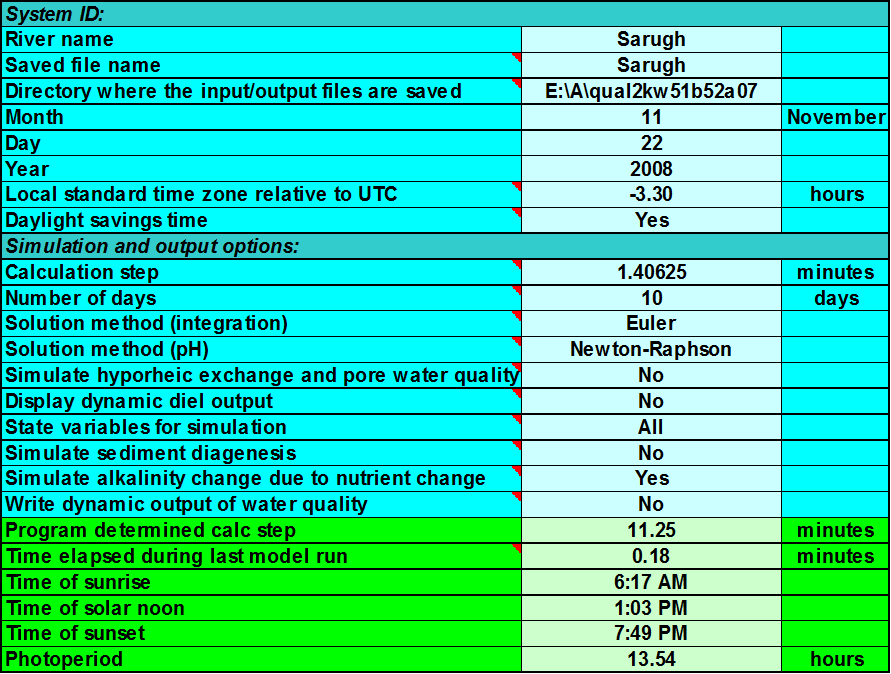 System ID:
River name Sarugh
Saved file name Sarugh
Directory where the input/output files are saved E:\A\qual2kw51b52a07
Month 11 November
Day 22
Year 2008
Local standard time zone relative to UTC -3.30 hours
Daylight savings time Yes
Simulation and output options:
Calculation step 1.40625 minutes
Number of days 10 days
Solution method (integration) Euler
Solution method (pH) Newton-Raphson
Simulate hyporheic exchange and pore water quality No
Display dynamic diel output No
State variables for simulation All
Simulate sediment diagenesis No
Simulate alkalinity change due to nutrient change Yes
Write dynamic output of water quality No
Program determined calc step 11.25 minutes
Time elapsed during last model run 0.18 minutes
Time of sunrise 6:17 AM
Time of solar noon 1:03 PM
Time of sunset 7:49 PM
Photoperiod 13.54 hours